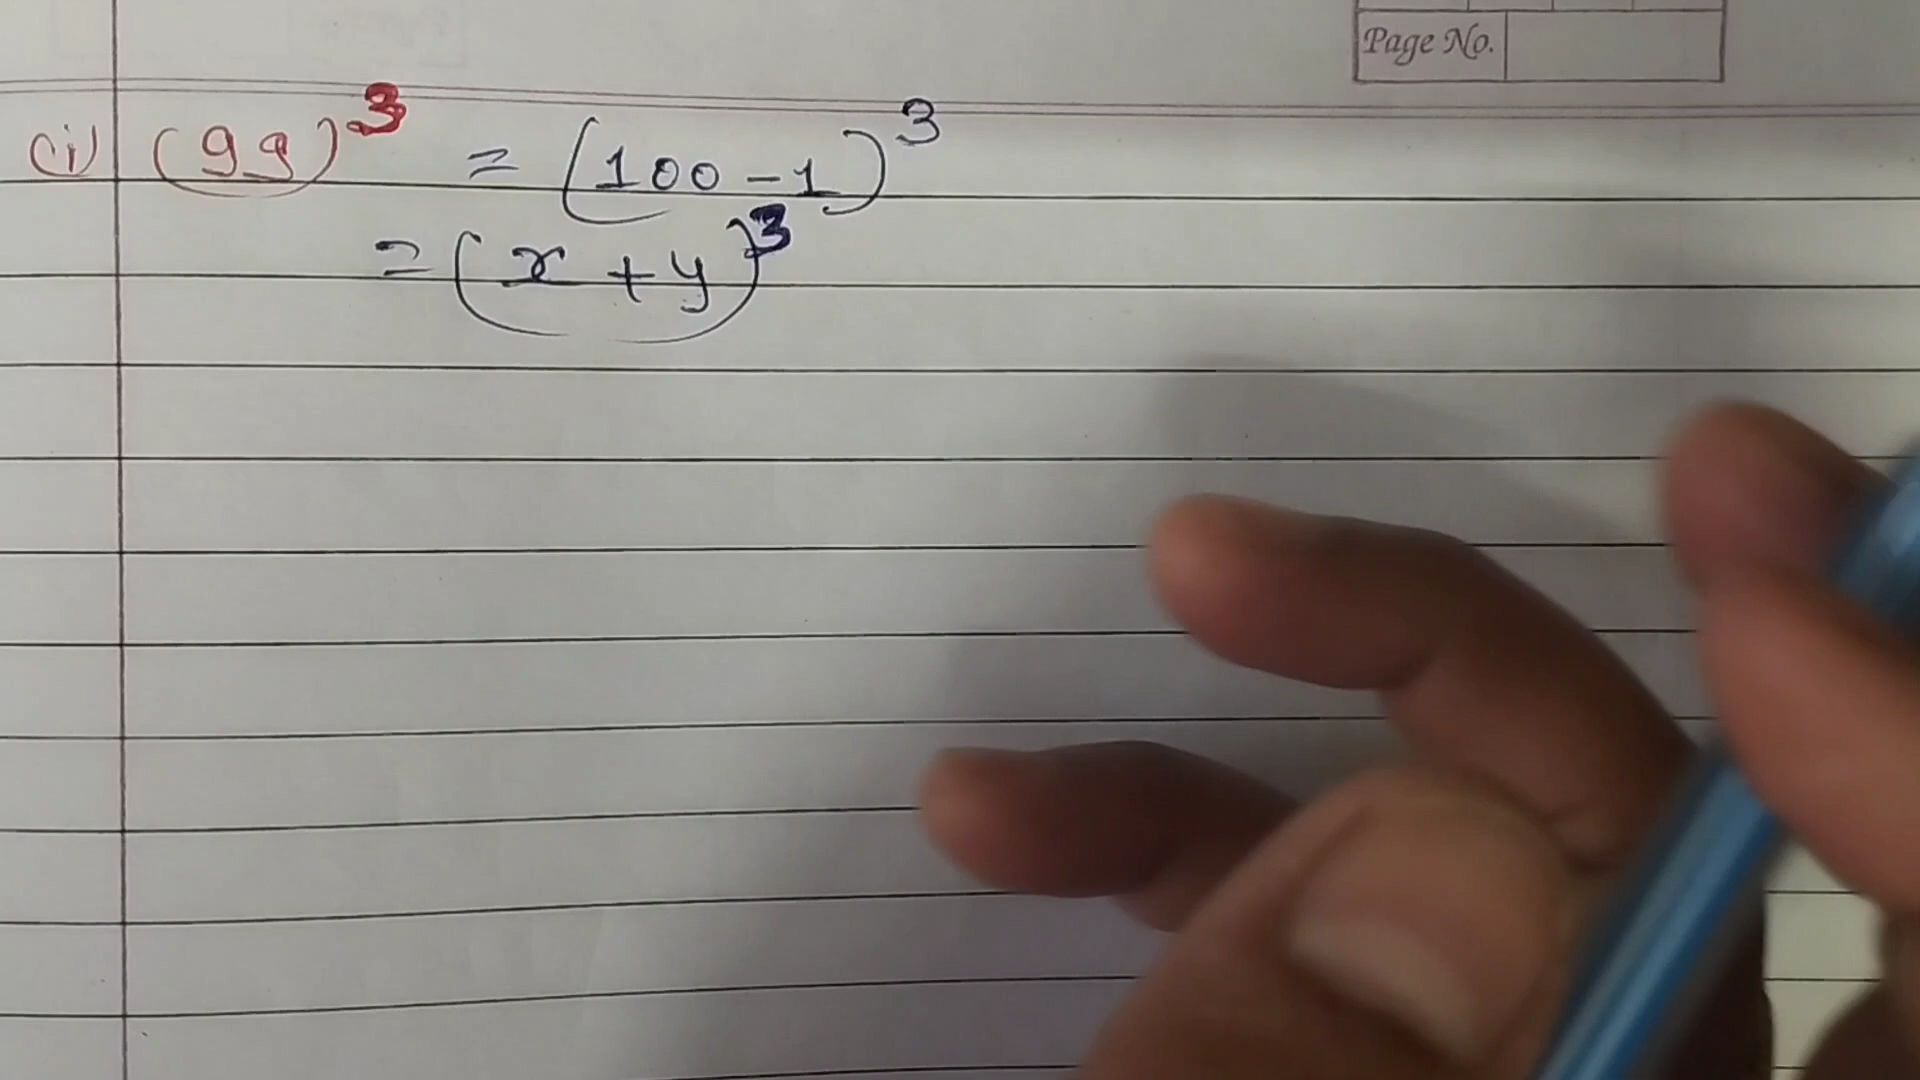 Page No.
(i) (99)³ = (100 - 1)³
= (x + y)³